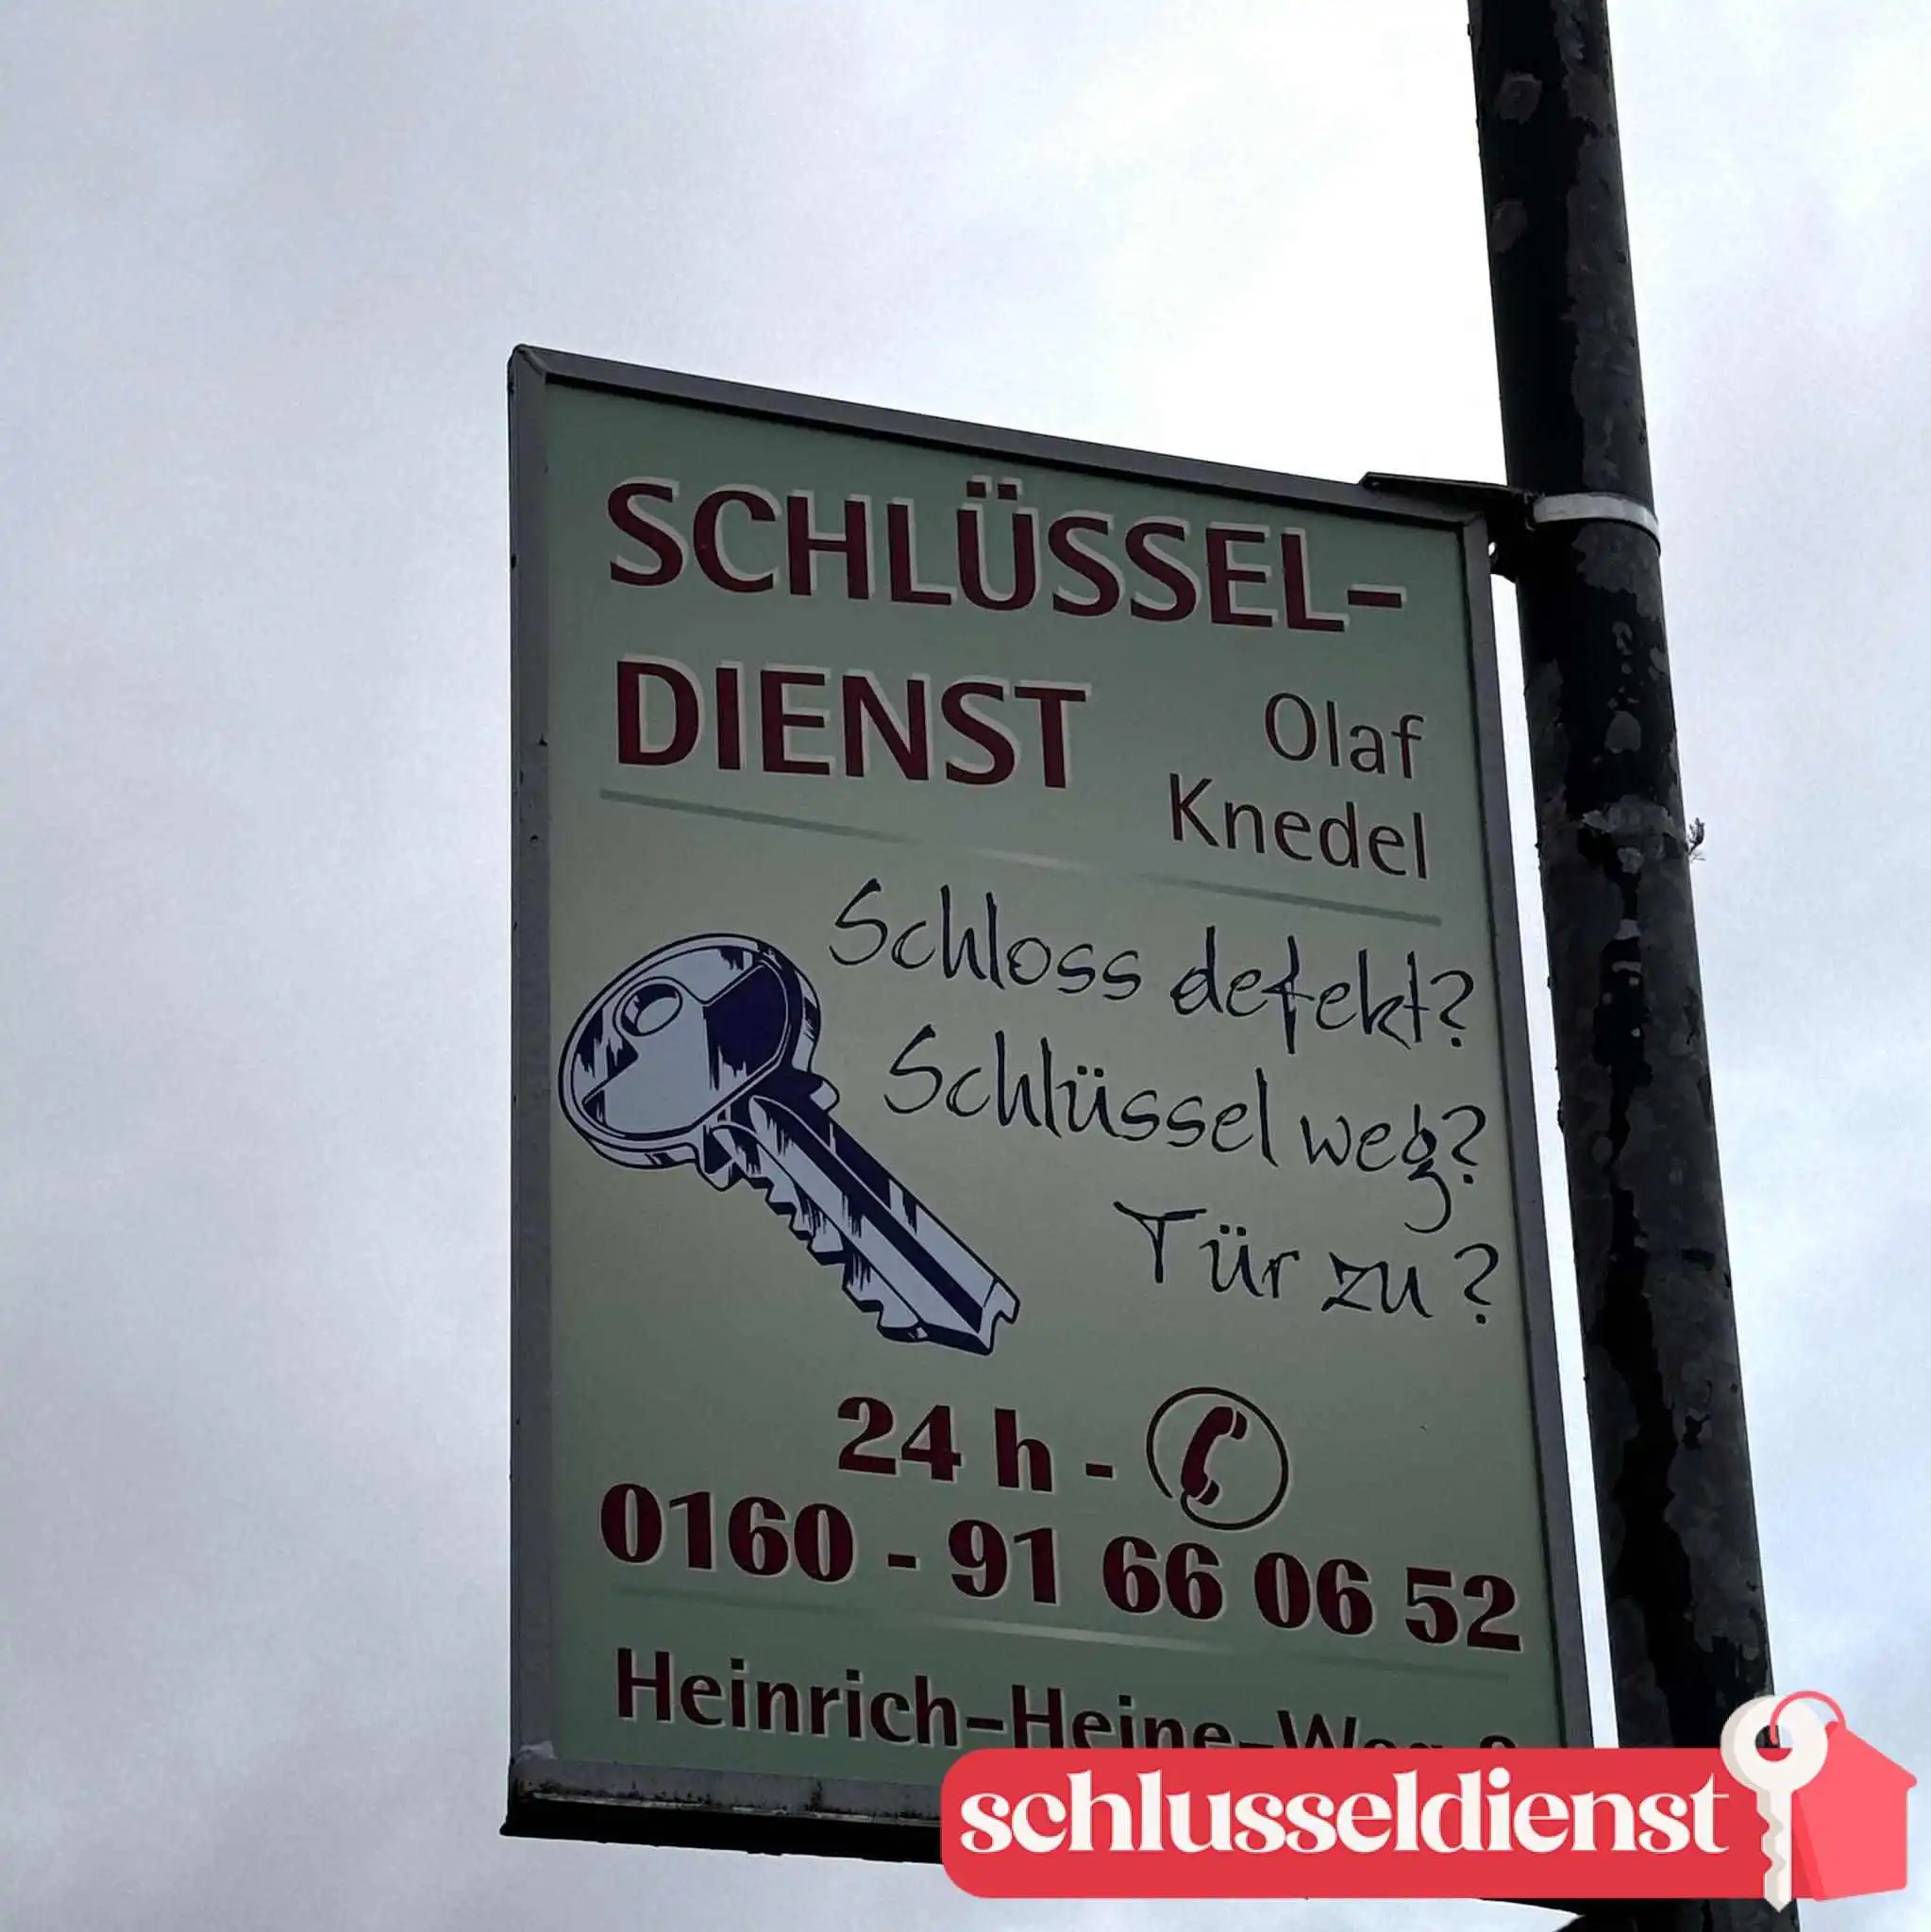 SCHLÜSSEL-
DIENST
Olaf
Knedel
Schloss defekt?
Schlüssel weg?
Tür zu?
24 h -
0160 - 91 66 06 52
Heinrich-Heine-Weg
schlusseldienst